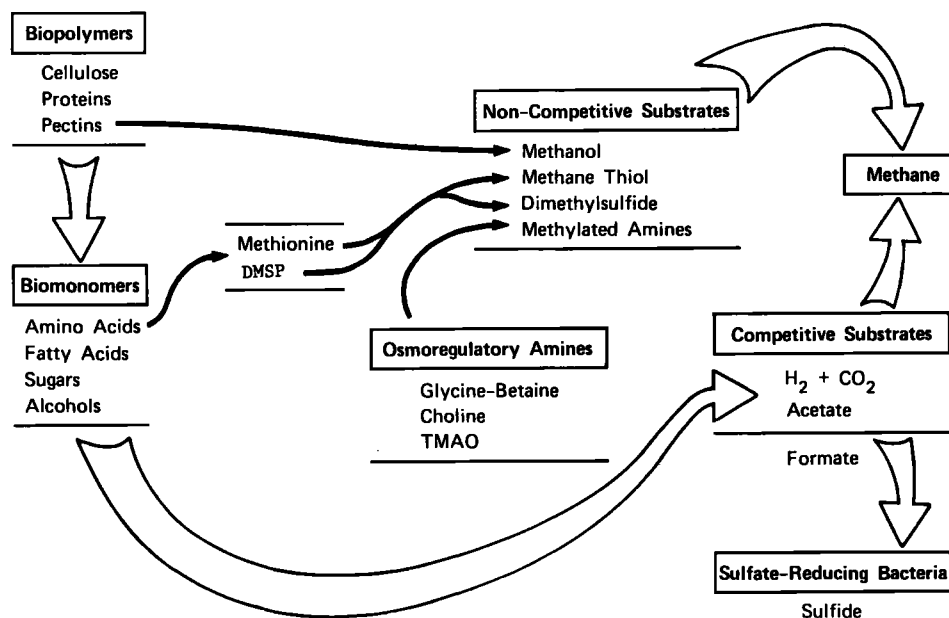 Biopolymers
Cellulose
Proteins
Pectins
Biomonomers
Amino Acids
Fatty Acids
Sugars
Alcohols
Methionine
DMSP
Non-Competitive Substrates
Methanol
Methane Thiol
Dimethylsulfide
Methylated Amines
Osmoregulatory Amines
Glycine-Betaine
Choline
TMAO
Methane
Competitive Substrates
H₂ + CO₂
Acetate
Formate
Sulfate-Reducing Bacteria
Sulfide